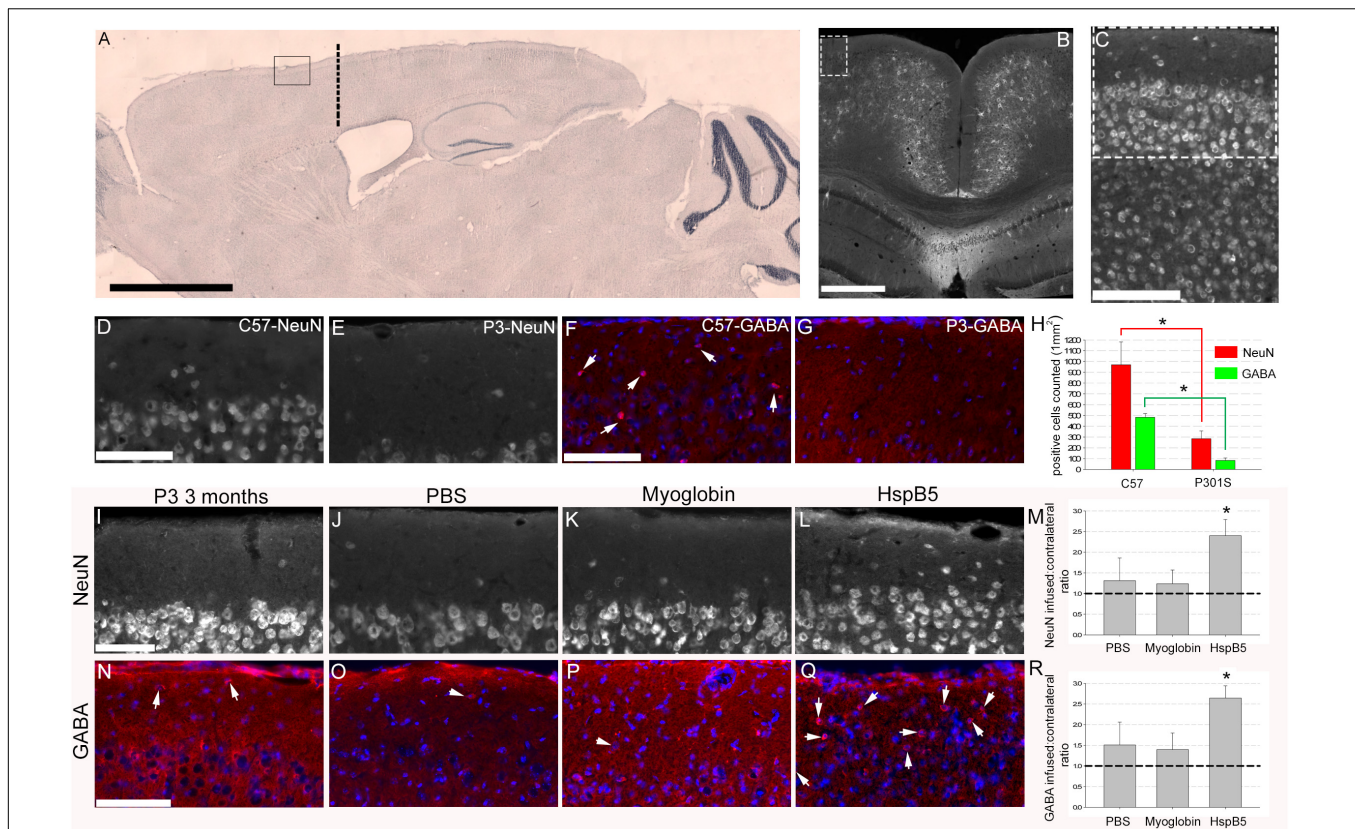 A
B
C
D
C57-NeuN
E
P3-NeuN
F
C57-GABA
G
P3-GABA
H
positive cells counted (1mm²)
1200
1100
1000
900
800
700
600
500
400
300
200
100
0
*
*
NeuN
GABA
C57
P301S
P3 3 months
PBS
Myoglobin
HspB5
NeuN
I
J
K
L
M
NeuN infused:contralateral
ratio
3.0
2.5
2.0
1.5
1.0
0.5
0.0
*
PBS
Myoglobin
HspB5
GABA
N
O
P
Q
R
GABA infused:contralateral
ratio
3.0
2.5
2.0
1.5
1.0
0.5
0.0
*
PBS
Myoglobin
HspB5